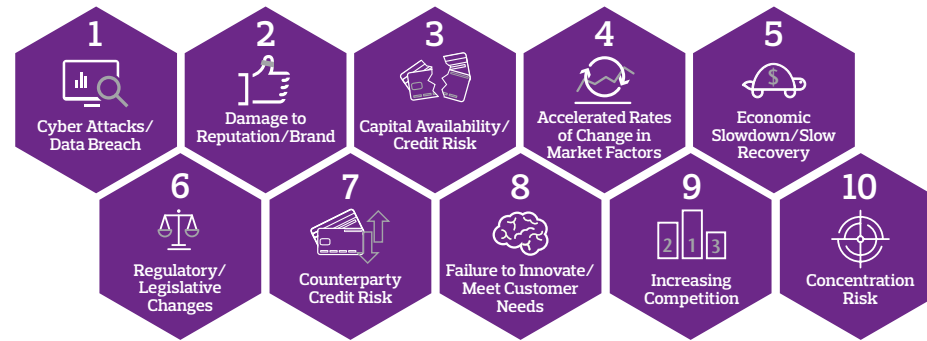 1
Cyber Attacks/
Data Breach
2
Damage to
Reputation/Brand
3
Capital Availability/
Credit Risk
4
Accelerated Rates
of Change in
Market Factors
5
$
Economic
Slowdown/Slow
Recovery
6
Regulatory/
Legislative
Changes
7
Counterparty
Credit Risk
8
Failure to Innovate/
Meet Customer
Needs
9
2 1 3
Increasing
Competition
10
Concentration
Risk